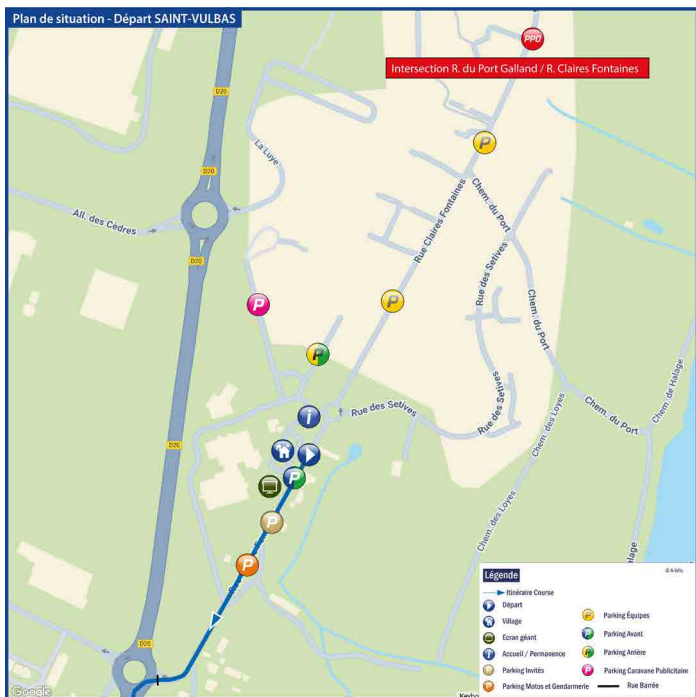 Plan de situation - Départ SAINT-VULBAS
PPO
Intersection R. du Port Galland / R. Claires Fontaines
D20
La Luye
P
D20
All. des Cèdres
Chem. du Port
Rue Claires Fontaines
D20
Rue des Setives
P
P
Chem. du Port
P
Rue des Setives
Chem. de Halage
i
Rue des Setives
Chem. du Port
Chem. des Loyes
D20
P
P
Chem. des Loyes
P
D20
Légende
Itinéraire Course
Départ
Village
Ecran géant
Accueil / Permanence
Parking Invités
Parking Motos et Gendarmerie
Parking Équipes
Parking Avant
Parking Arrière
Parking Caravane Publicitaire
Rue Barrée
Google